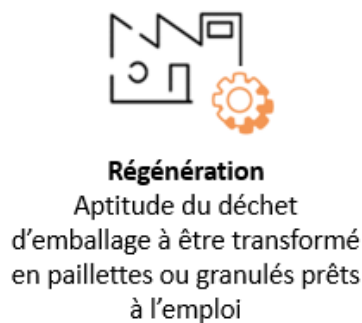 Régénération
Aptitude du déchet
d'emballage à être transformé
en paillettes ou granulés prêts
à l'emploi